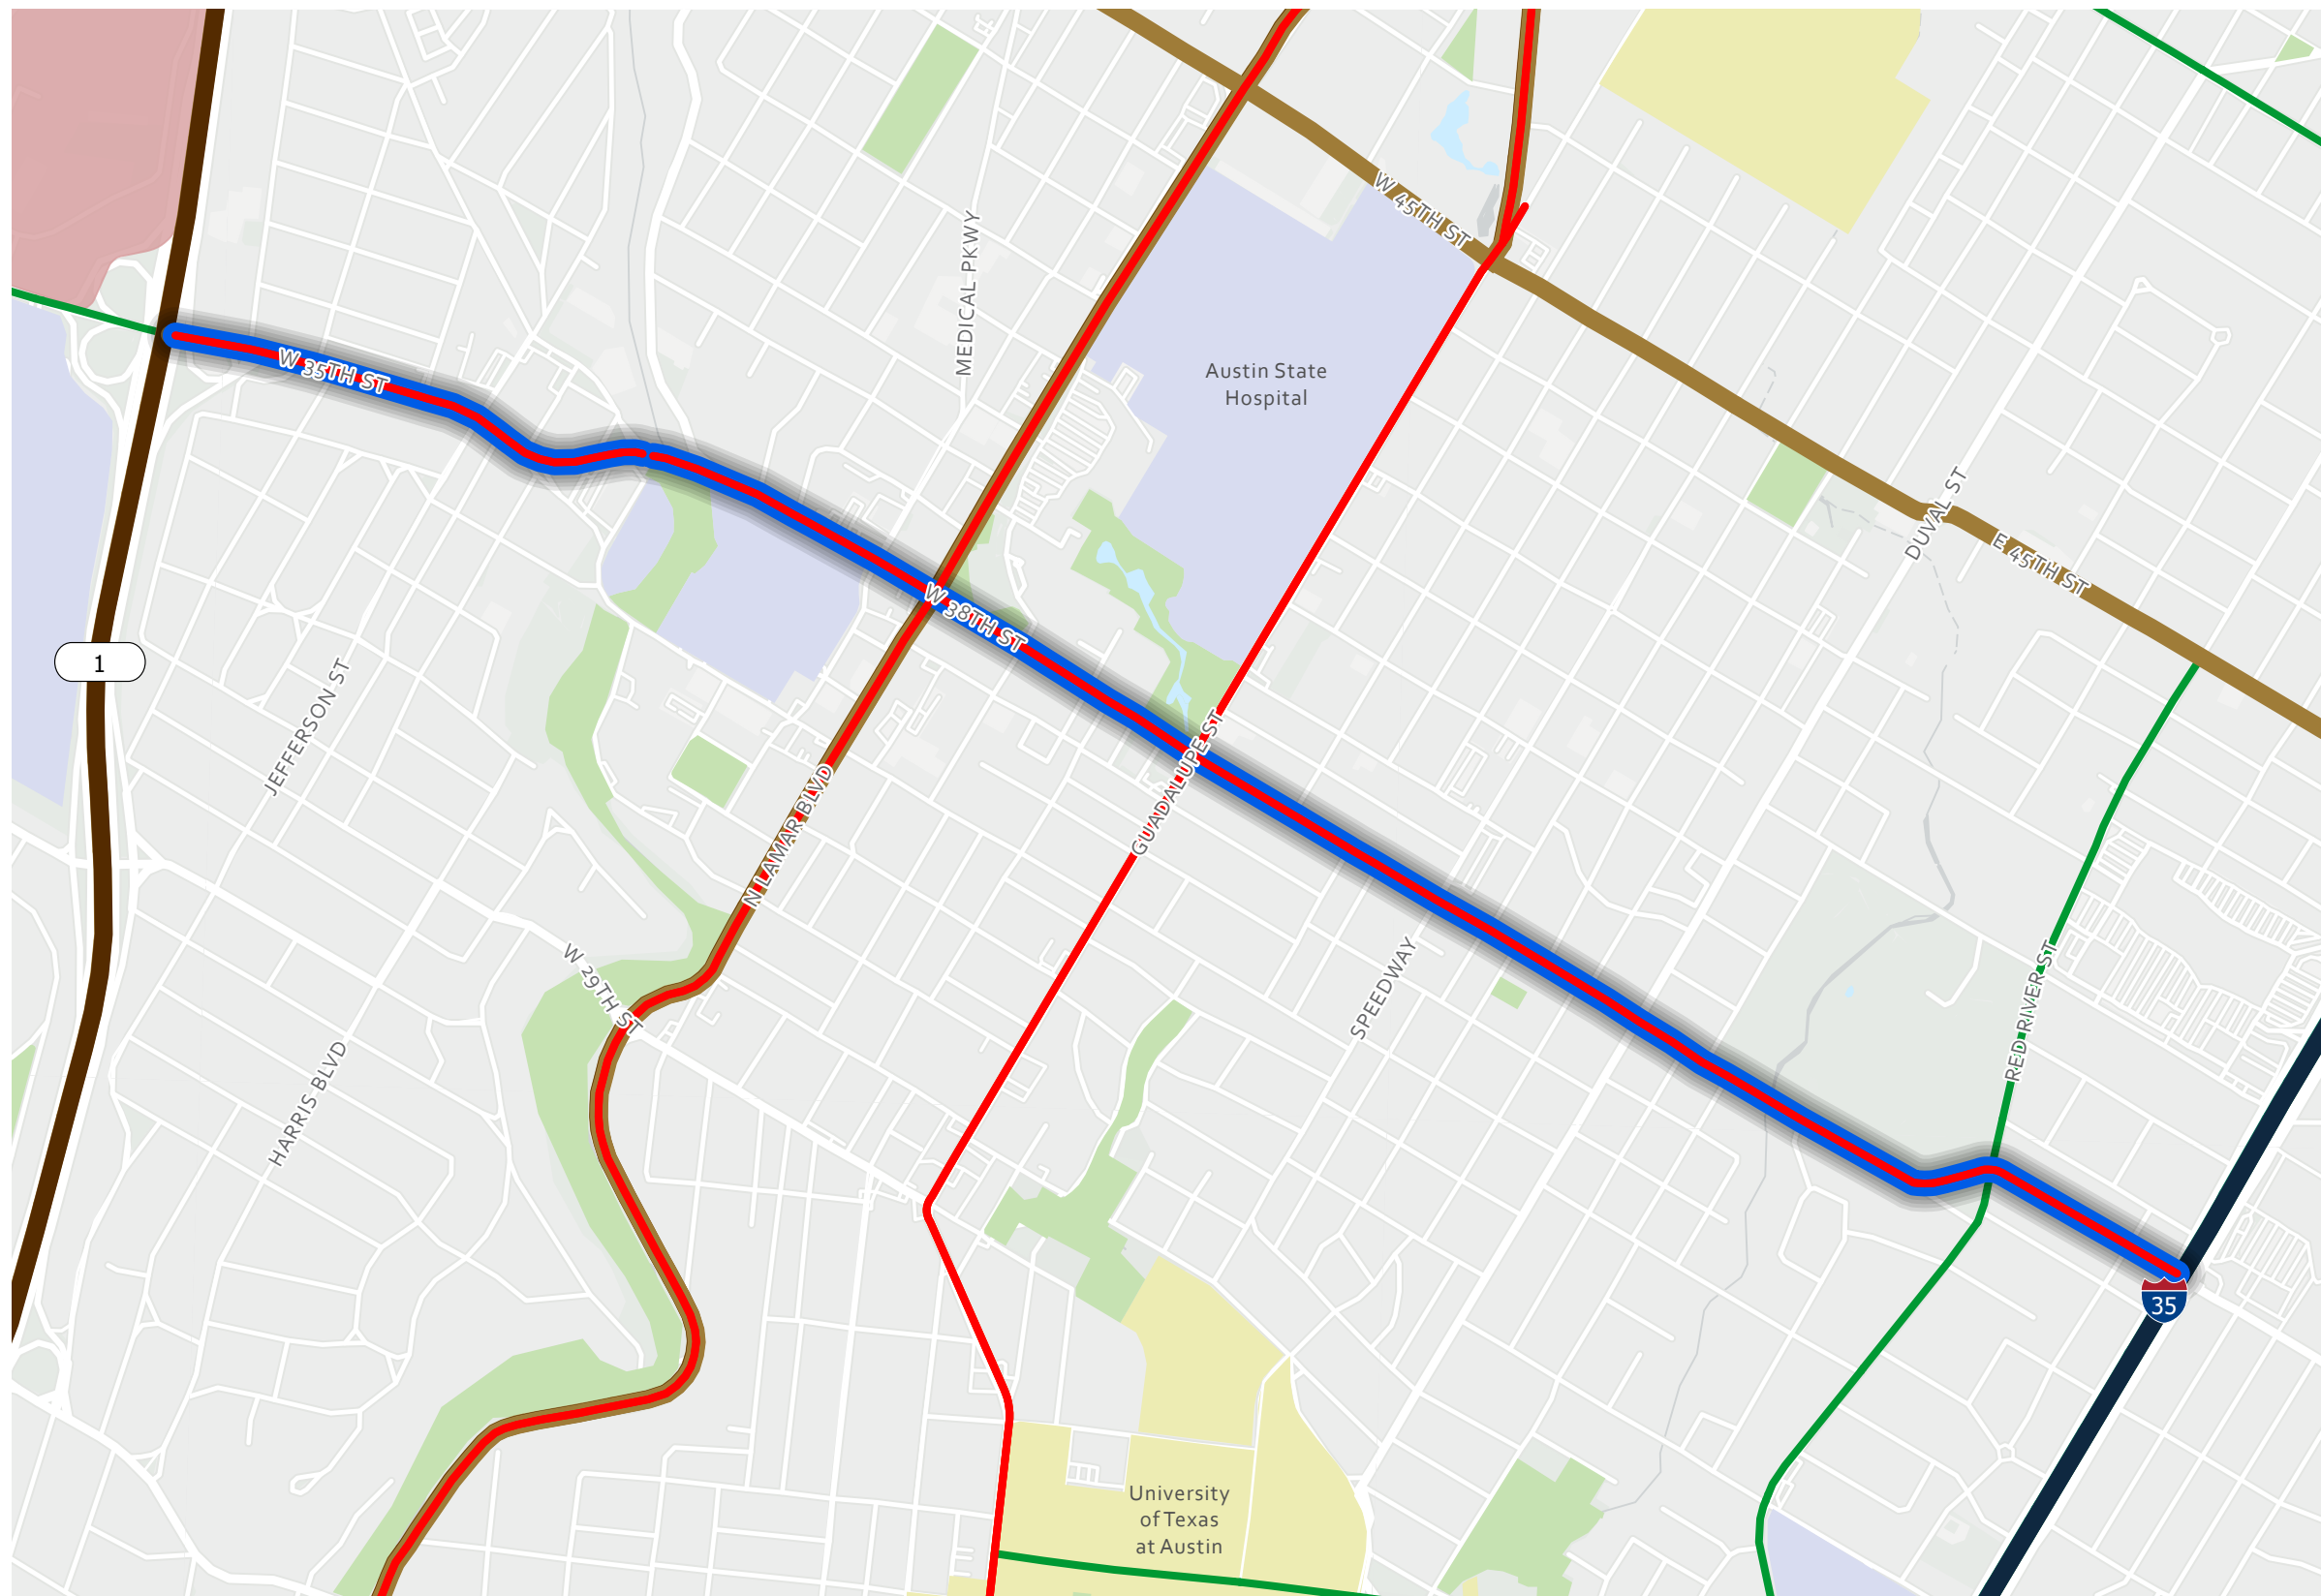 W 45TH ST
MEDICAL PKWY
W 35TH ST
Austin State
Hospital
DUVAL ST
E 45TH ST
W 38TH ST
1
JEFFERSON ST
GUADALUPE ST
N LAMAR BLVD
W 29TH ST
SPEEDWAY
RED RIVER ST
HARRIS BLVD
35
University
of Texas
at Austin